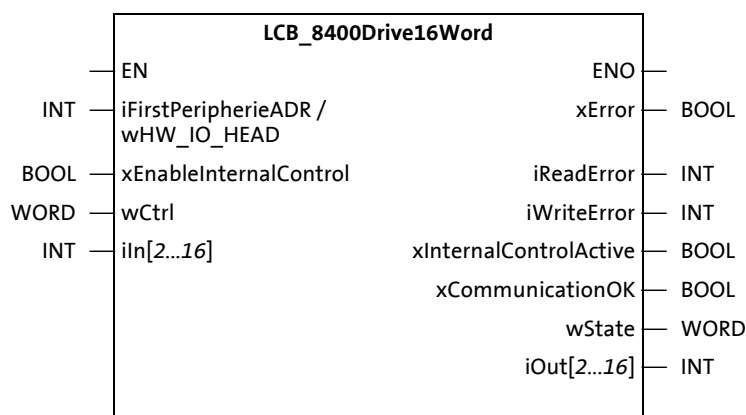 LCB_8400Drive16Word
EN ENO
INT iFirstPeripherieADR / xError BOOL
wHW_IO_HEAD
BOOL xEnableInternalControl iReadError INT
WORD wCtrl iWriteError INT
INT iIn[2...16] xInternalControlActive BOOL
xCommunicationOK BOOL
wState WORD
iOut[2...16] INT